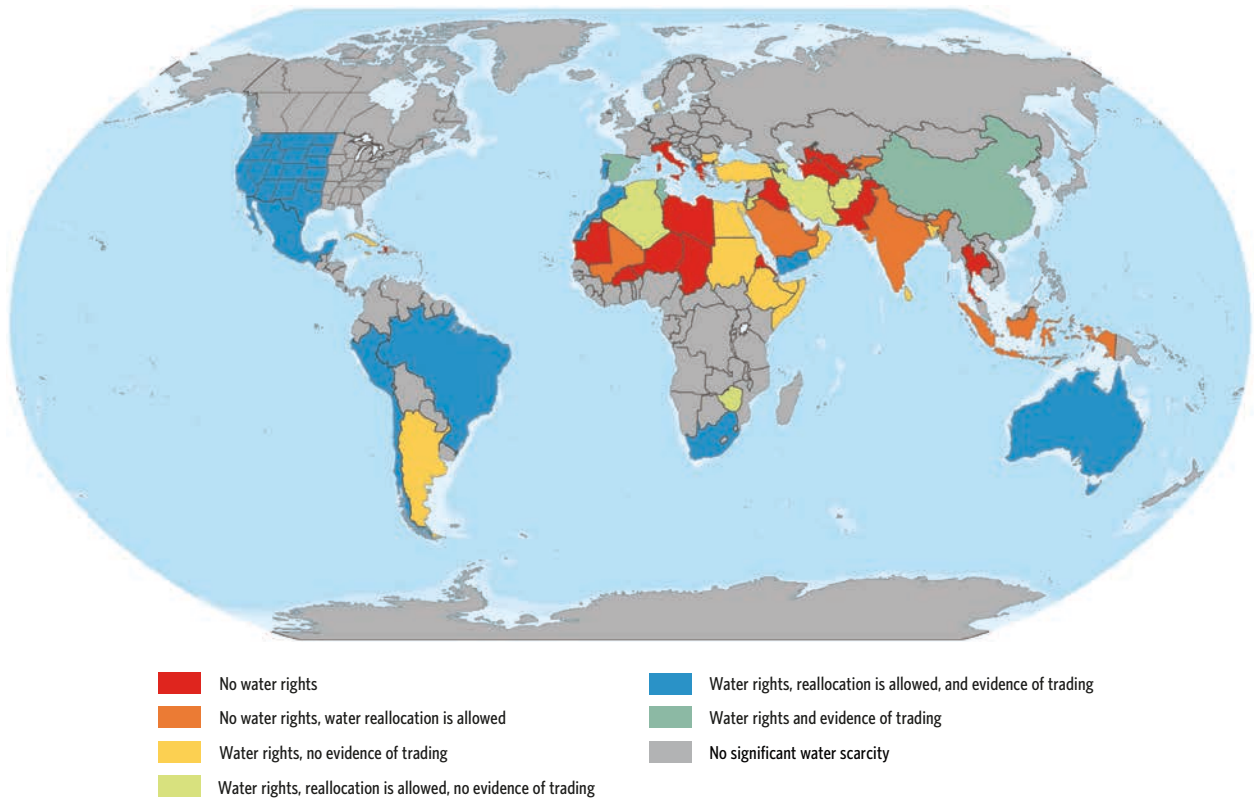 No water rights
No water rights, water reallocation is allowed
Water rights, no evidence of trading
Water rights, reallocation is allowed, no evidence of trading
Water rights, reallocation is allowed, and evidence of trading
Water rights and evidence of trading
No significant water scarcity